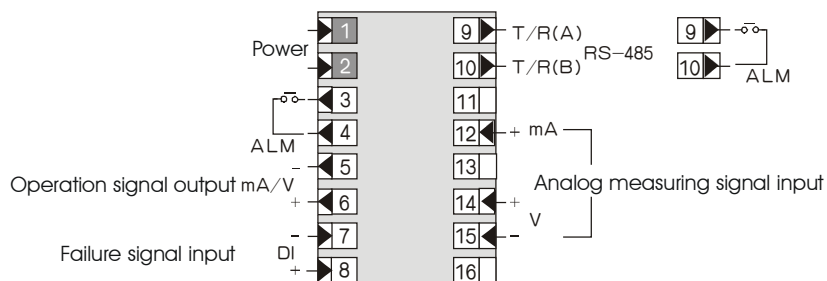 Power
1
2
3
4
ALM
Operation signal output mA/V
-
5
+
6
Failure signal input
DI
-
7
+
8
9
T/R(A)
10
T/R(B)
RS-485
11
12
+ mA
13
14
+
V
15
-
16
Analog measuring signal input
9
10
ALM